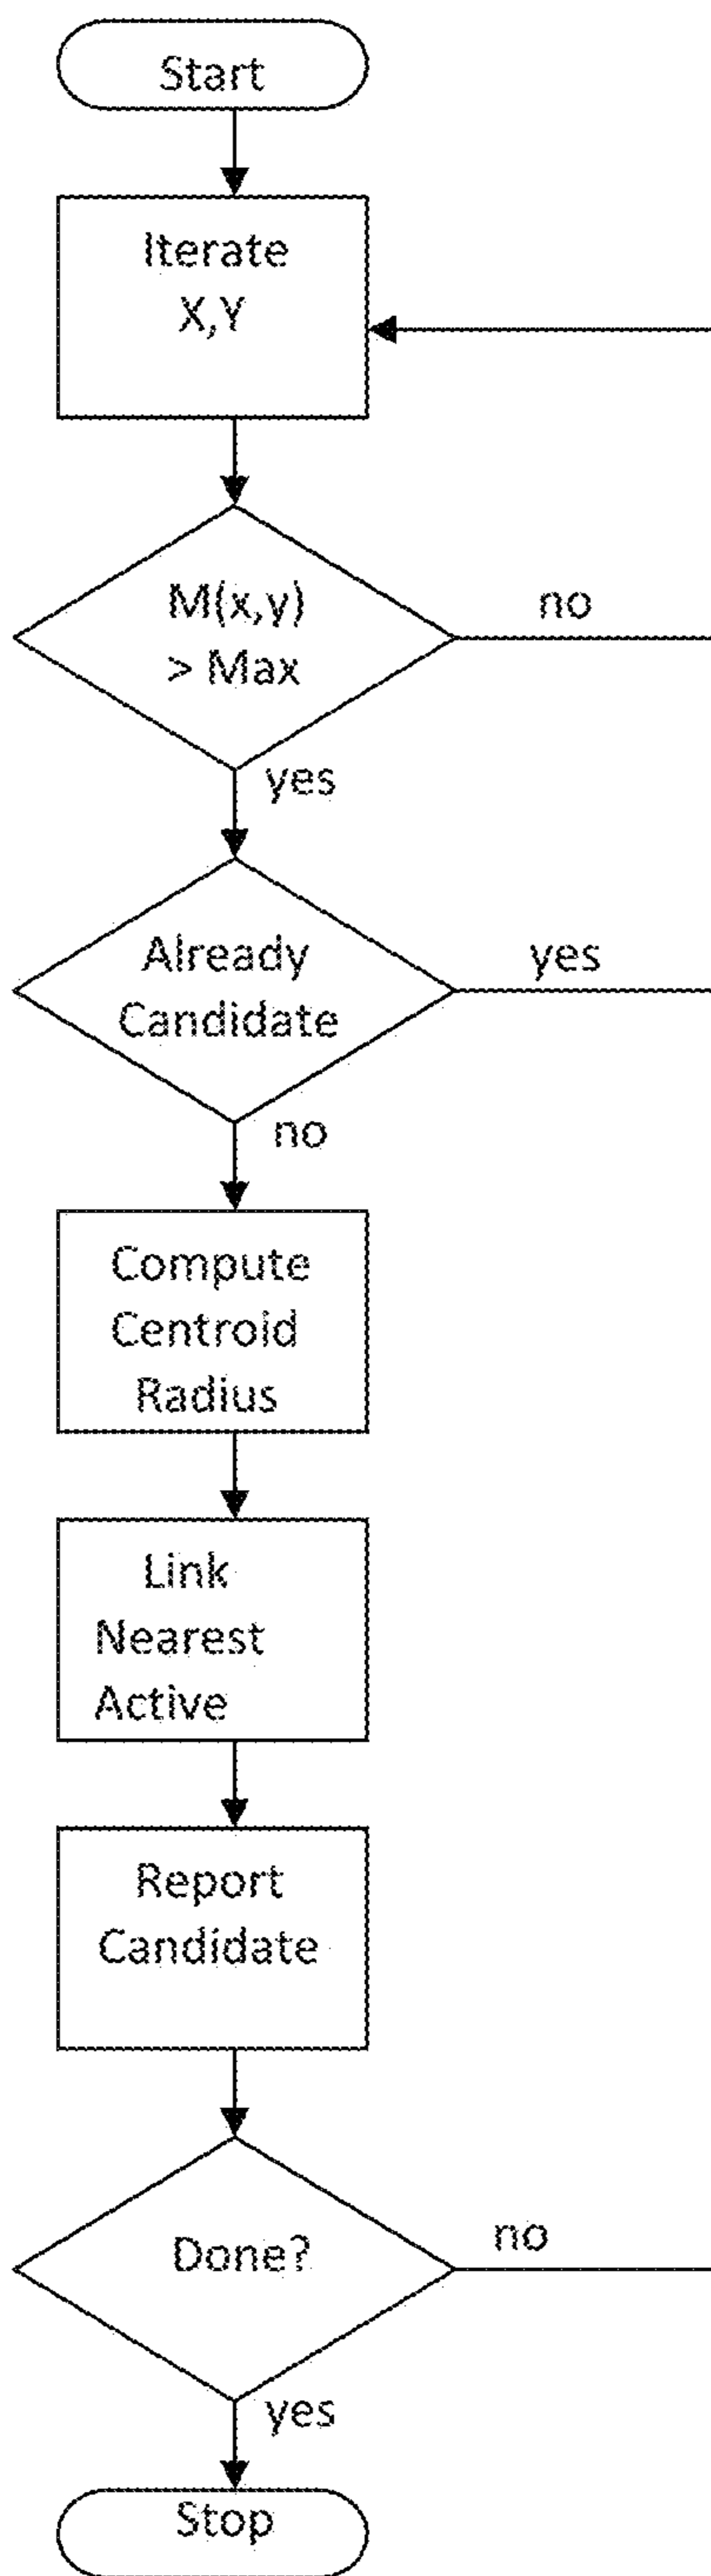 Start
Iterate
X,Y
M(x,y)
> Max
no
yes
Already
Candidate
yes
no
Compute
Centroid
Radius
Link
Nearest
Active
Report
Candidate
Done?
no
yes
Stop